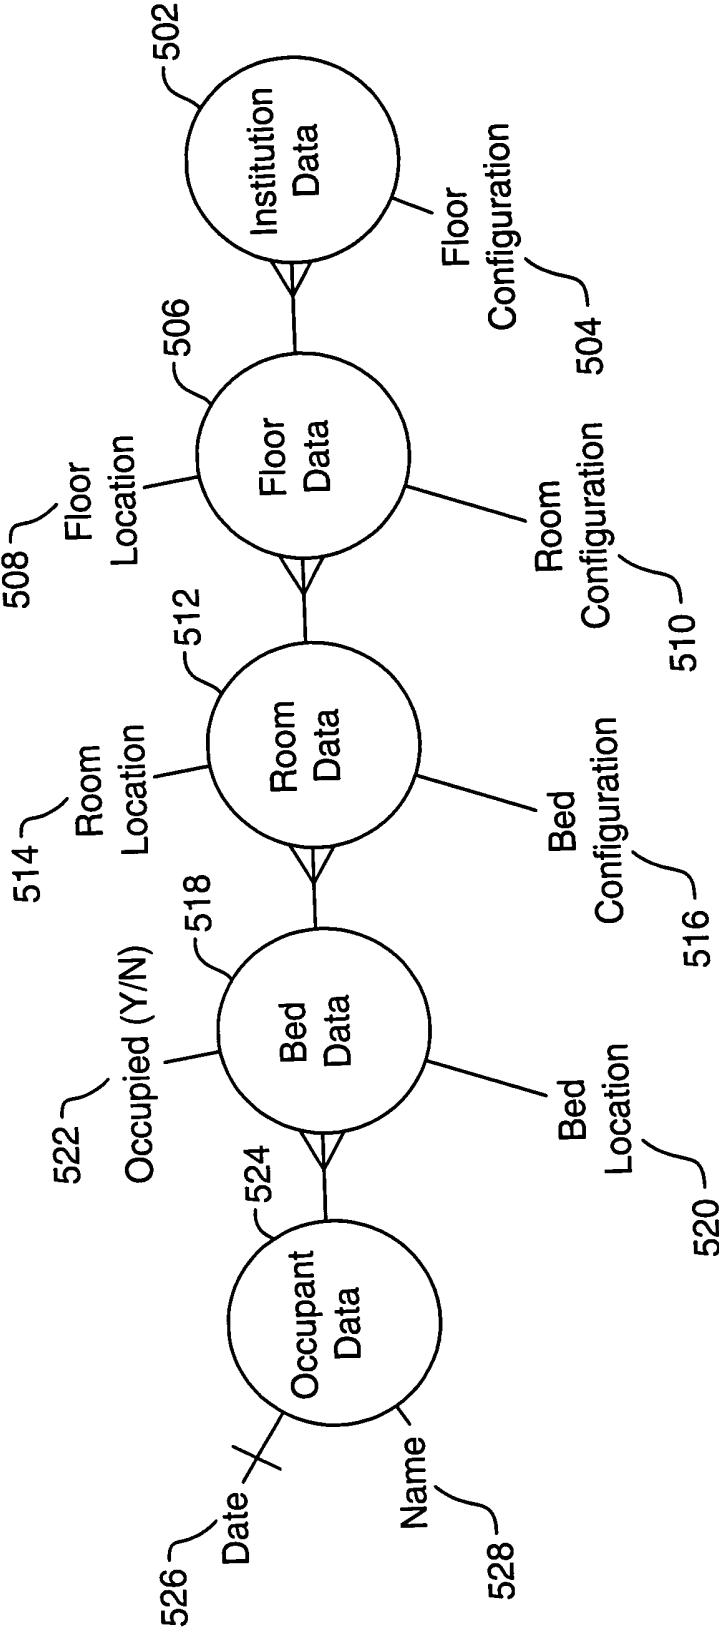 526
Date
Name
528
Occupant
Data
524
522
Occupied (Y/N)
518
Bed
Data
Bed
Location
520
514
Room
Location
512
Room
Data
Bed
Configuration
516
508
Floor
Location
506
Floor
Data
Room
Configuration
510
502
Institution
Data
Floor
Configuration
504